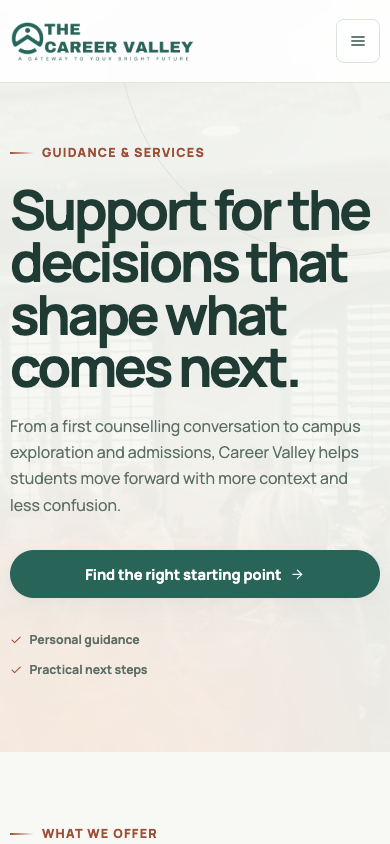 THE
CAREER VALLEY
A GATEWAY TO YOUR BRIGHT FUTURE
GUIDANCE & SERVICES
Support for the
decisions that
shape what
comes next.
From a first counselling conversation to campus
exploration and admissions, Career Valley helps
students move forward with more context and
less confusion.
Find the right starting point →
✓ Personal guidance
✓ Practical next steps
WHAT WE OFFER